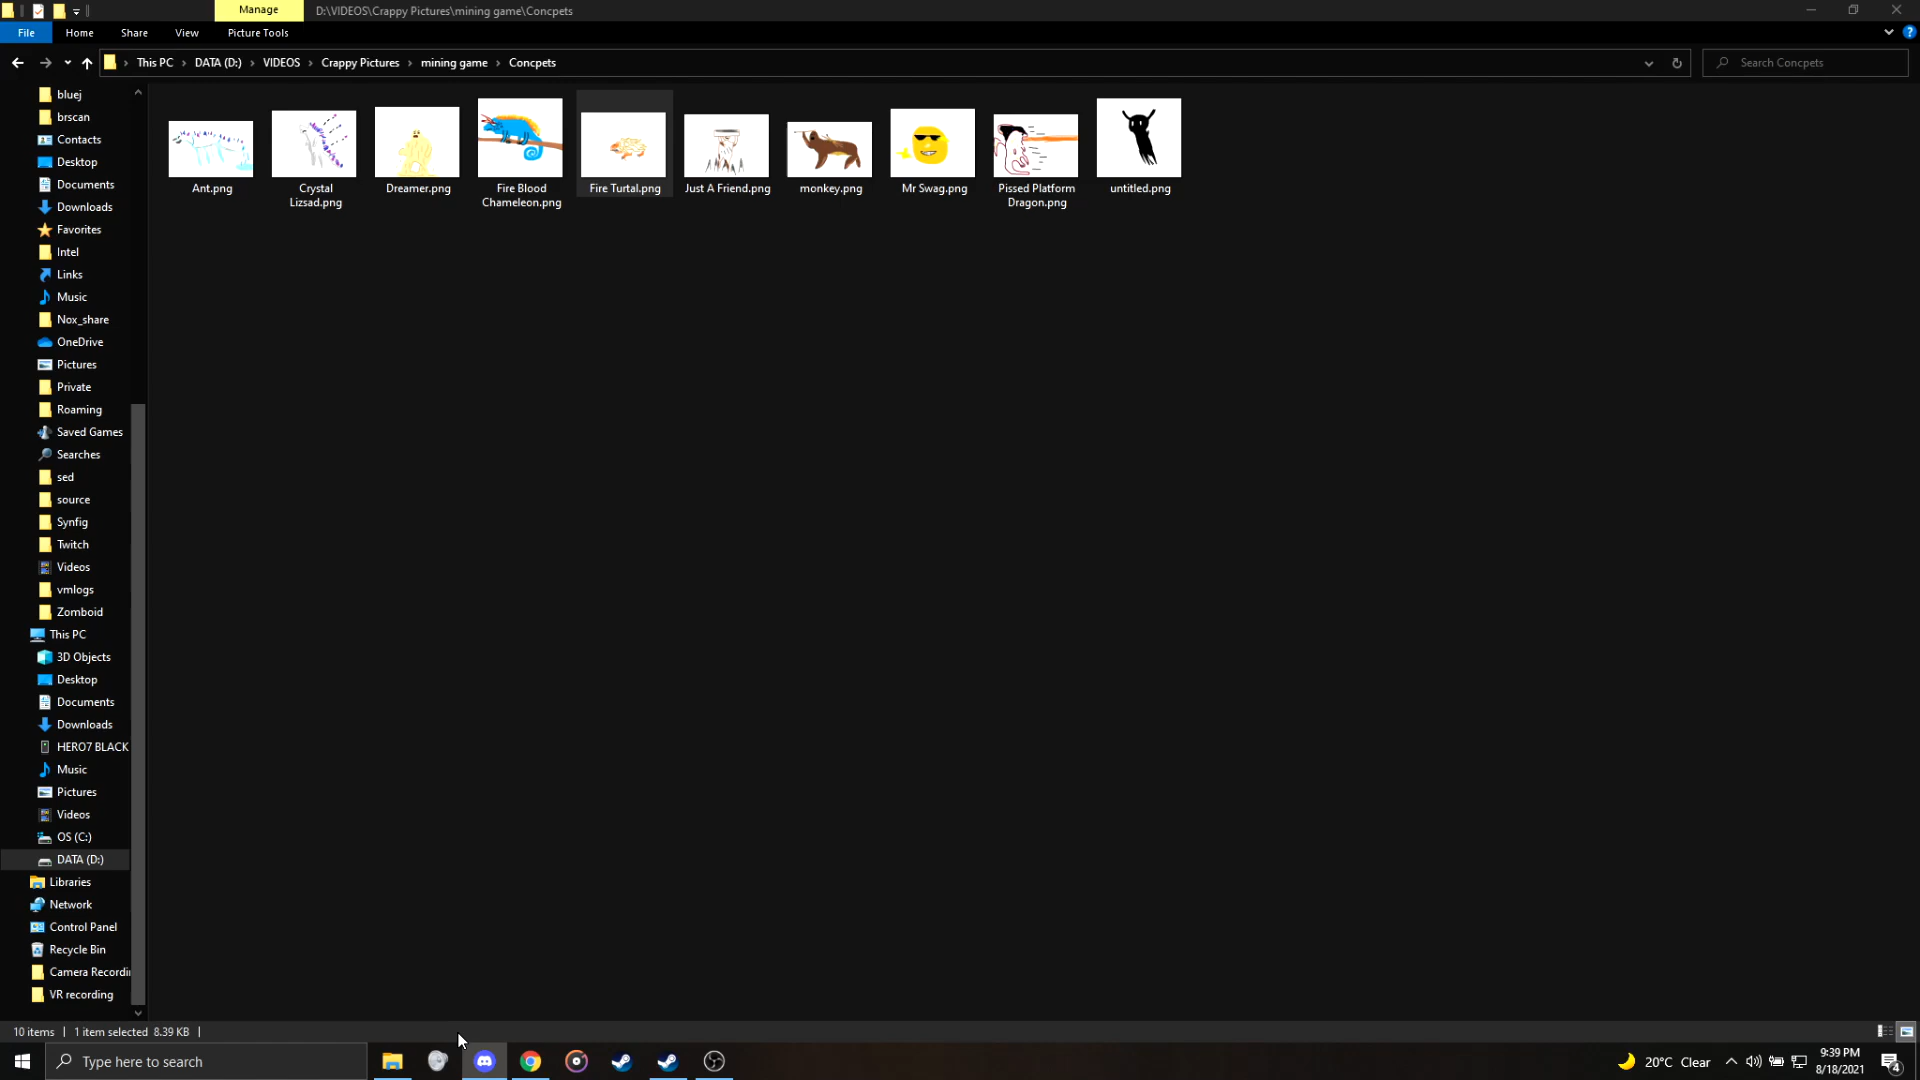 Manage
D:\VIDEOS\Crappy Pictures\mining game\Concpets
File
Home
Share
View
Picture Tools
This PC
DATA (D:)
VIDEOS
Crappy Pictures
mining game
Concpets
Search Concpets
bluej
brscan
Contacts
Desktop
Documents
Downloads
Favorites
Intel
Links
Music
Nox_share
OneDrive
Pictures
Private
Roaming
Saved Games
Searches
sed
source
Synfig
Twitch
Videos
vmlogs
Zomboid
This PC
3D Objects
Desktop
Documents
Downloads
HERO7 BLACK
Music
Pictures
Videos
OS (C:)
DATA (D:)
Libraries
Network
Control Panel
Recycle Bin
Camera Recordi
VR recording
Ant.png
Crystal
Lizsad.png
Dreamer.png
Fire Blood
Chameleon.png
Fire Turtal.png
Just A Friend.png
monkey.png
Mr Swag.png
Pissed Platform
Dragon.png
untitled.png
10 items
1 item selected 8.39 KB
Type here to search
20°C Clear
9:39 PM
8/18/2021
4